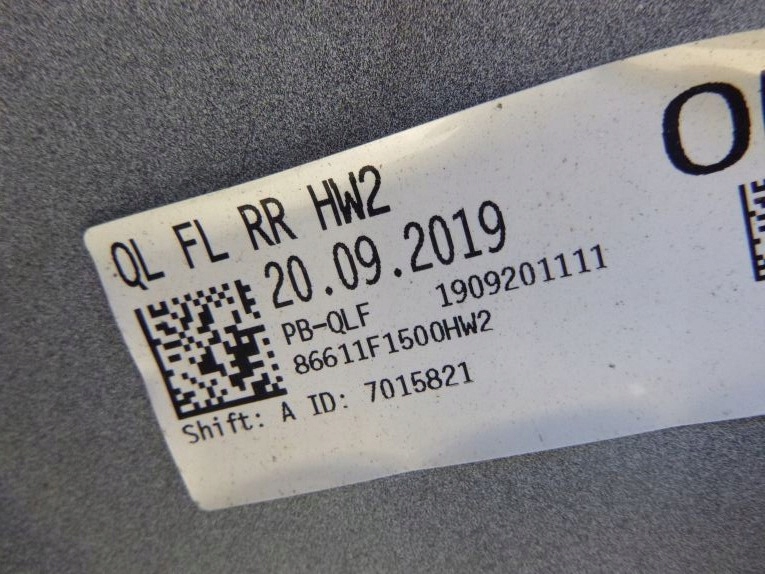 QL FL RR HW2
20.09.2019
PB-QLF 1909201111
86611F1500HW2
Shift: A ID: 7015821
O